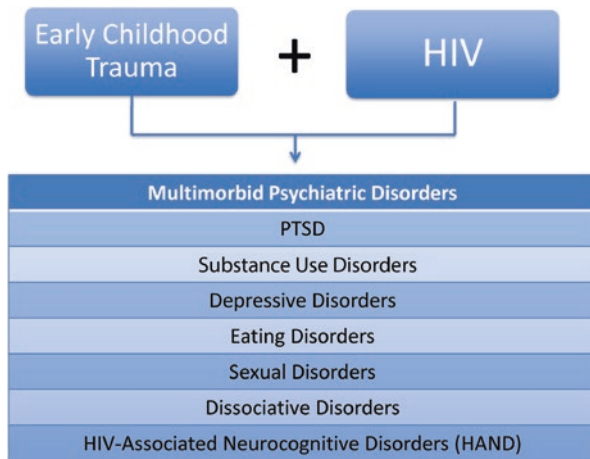 Early Childhood
Trauma
+
HIV
Multimorbid Psychiatric Disorders
PTSD
Substance Use Disorders
Depressive Disorders
Eating Disorders
Sexual Disorders
Dissociative Disorders
HIV-Associated Neurocognitive Disorders (HAND)